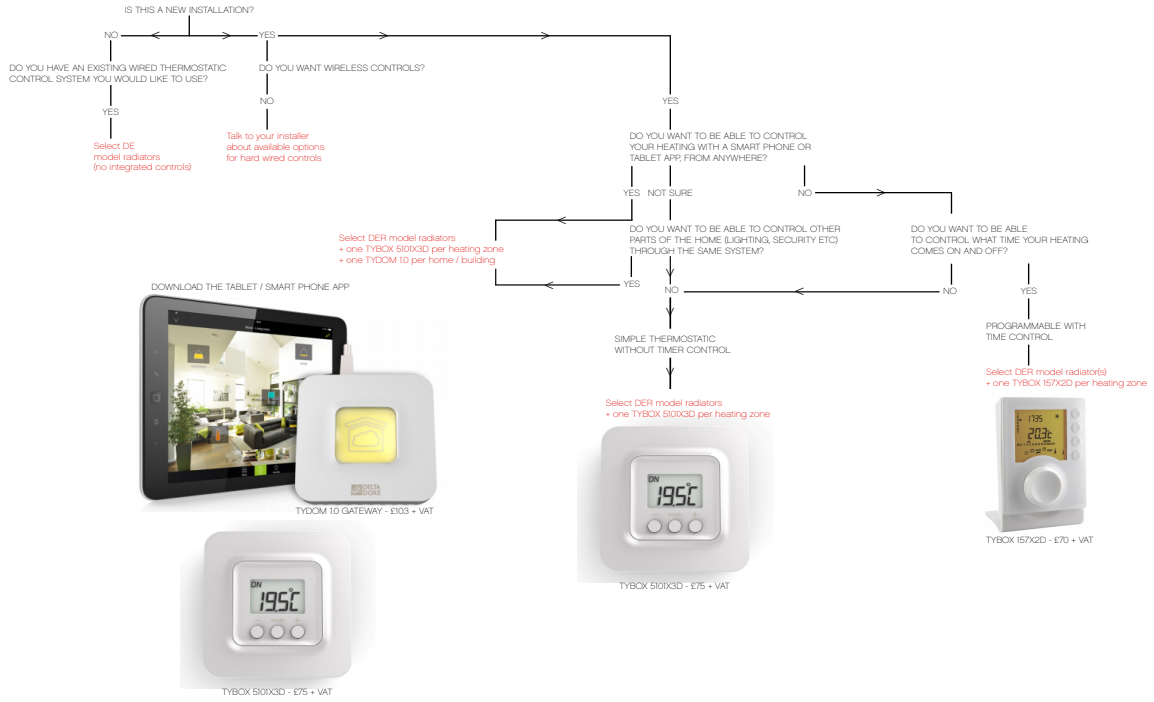 IS THIS A NEW INSTALLATION?
NO
YES
DO YOU HAVE AN EXISTING WIRED THERMOSTATIC
CONTROL SYSTEM YOU WOULD LIKE TO USE?
DO YOU WANT WIRELESS CONTROLS?
YES
NO
YES
Select DE
model radiators
(no integrated controls)
Talk to your installer
about available options
for hard wired controls
DO YOU WANT TO BE ABLE TO CONTROL
YOUR HEATING WITH A SMART PHONE OR
TABLET APP, FROM ANYWHERE?
YES
NOT SURE
NO
Select DER model radiators
+ one TYBOX 5101X3D per heating zone
+ one TYDOM 1.0 per home / building
DO YOU WANT TO BE ABLE TO CONTROL OTHER
PARTS OF THE HOME (LIGHTING, SECURITY ETC)
THROUGH THE SAME SYSTEM?
DO YOU WANT TO BE ABLE
TO CONTROL WHAT TIME YOUR HEATING
COMES ON AND OFF?
YES
NO
NO
YES
DOWNLOAD THE TABLET / SMART PHONE APP
SIMPLE THERMOSTATIC
WITHOUT TIMER CONTROL
PROGRAMMABLE WITH
TIME CONTROL
Select DER model radiators
+ one TYBOX 5101X3D per heating zone
Select DER model radiator(s)
+ one TYBOX 157X2D per heating zone
DELTA
DORE
TYDOM 1.0 GATEWAY - £103 + VAT
ON
19.5°C
TYBOX 5101X3D - £75 + VAT
17:35
20.3c
TYBOX 157X2D - £70 + VAT
ON
19.5°C
TYBOX 5101X3D - £75 + VAT